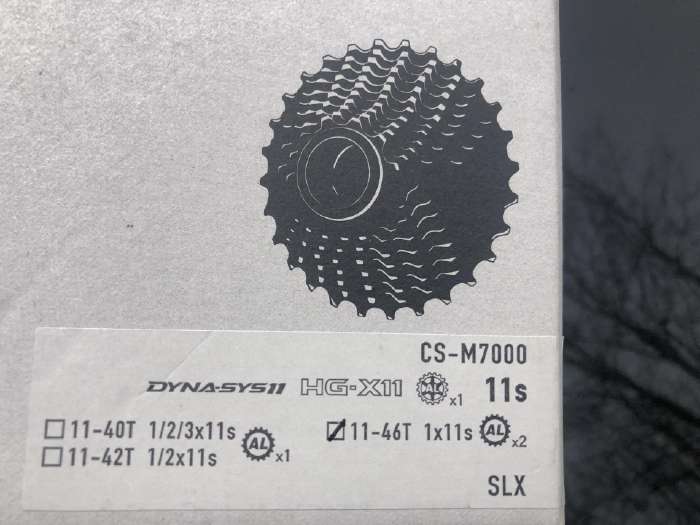 CS-M7000
DYNA-SYS11 HG-X11 x1 11s
11-40T 1/2/3x11s AL x1 11-46T 1x11s AL x2
11-42T 1/2x11s
SLX